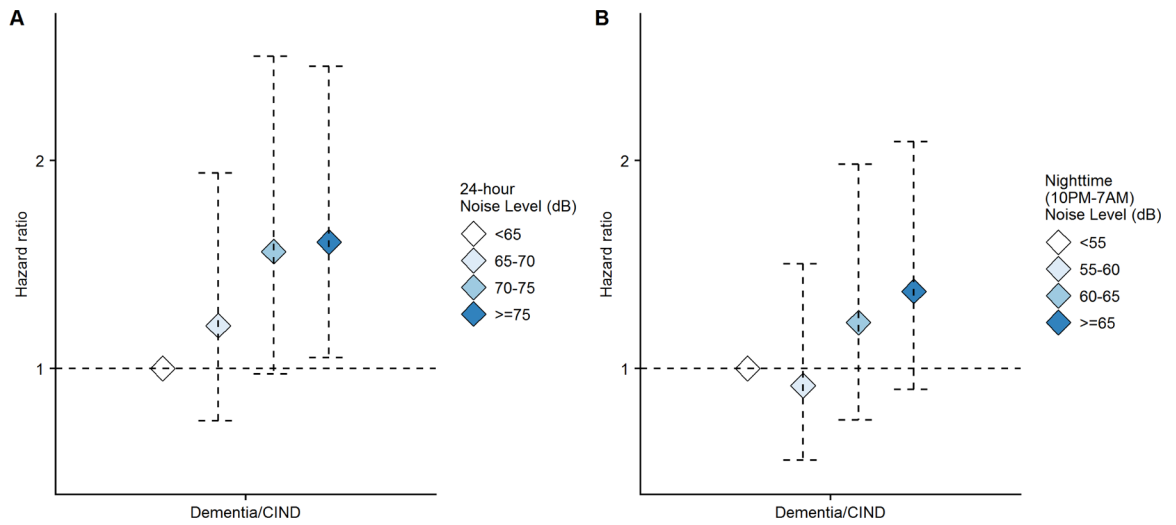 A
Hazard ratio
2
1
Dementia/CIND
24-hour
Noise Level (dB)
<65
65-70
70-75
>=75
B
Hazard ratio
2
1
Dementia/CIND
Nighttime
(10PM-7AM)
Noise Level (dB)
<55
55-60
60-65
>=65